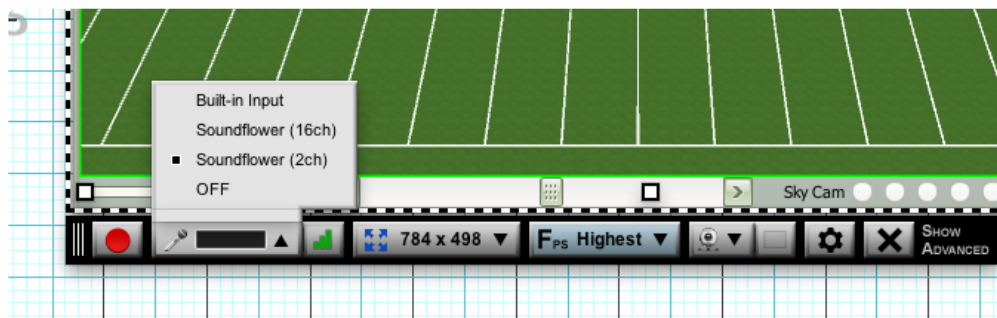 Built-in Input
Soundflower (16ch)
Soundflower (2ch)
OFF
Sky Cam
784 x 498
FPS Highest
SHOW
ADVANCED